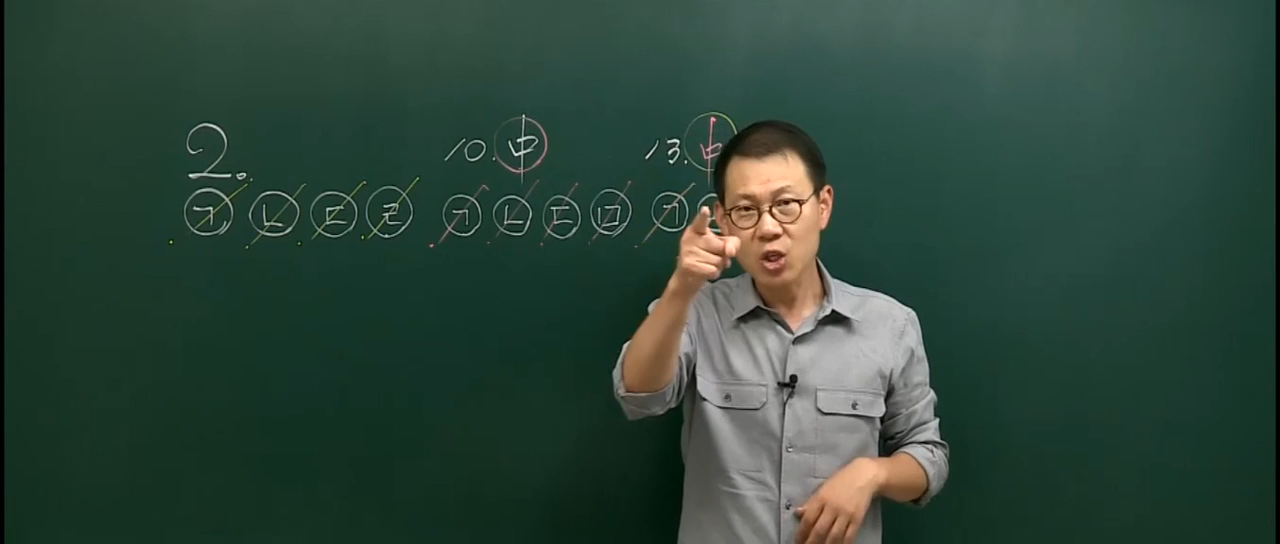 2. 10. 中 13. 中
ㄱ ㄴ ㄷ ㄹ ㄱ ㄴ ㄷ ㅁ ㄱ